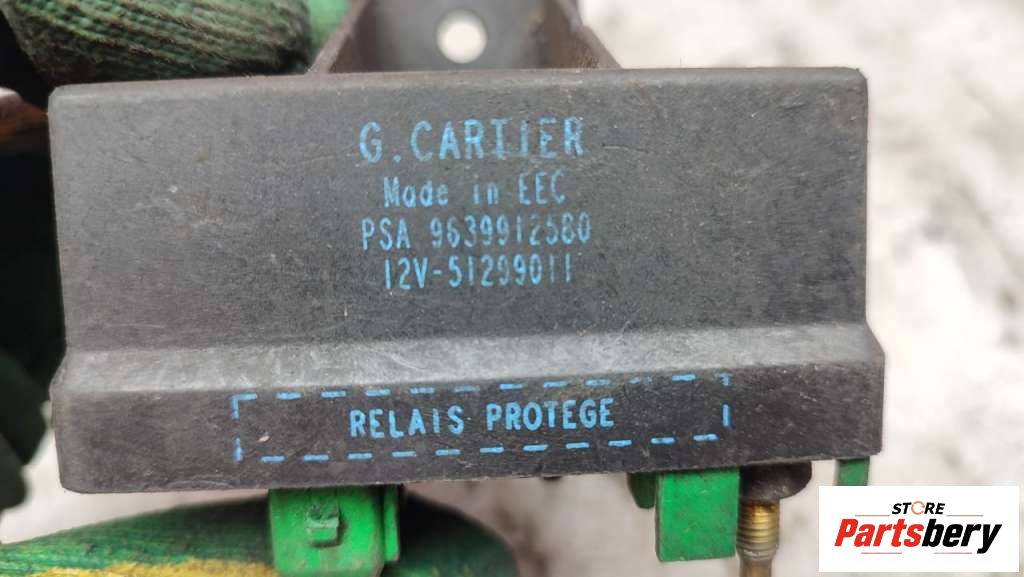 G. CARTIER
Made in EEC
PSA 9639912580
12V-51299011
RELAIS PROTEGE
STORE
Partsbery